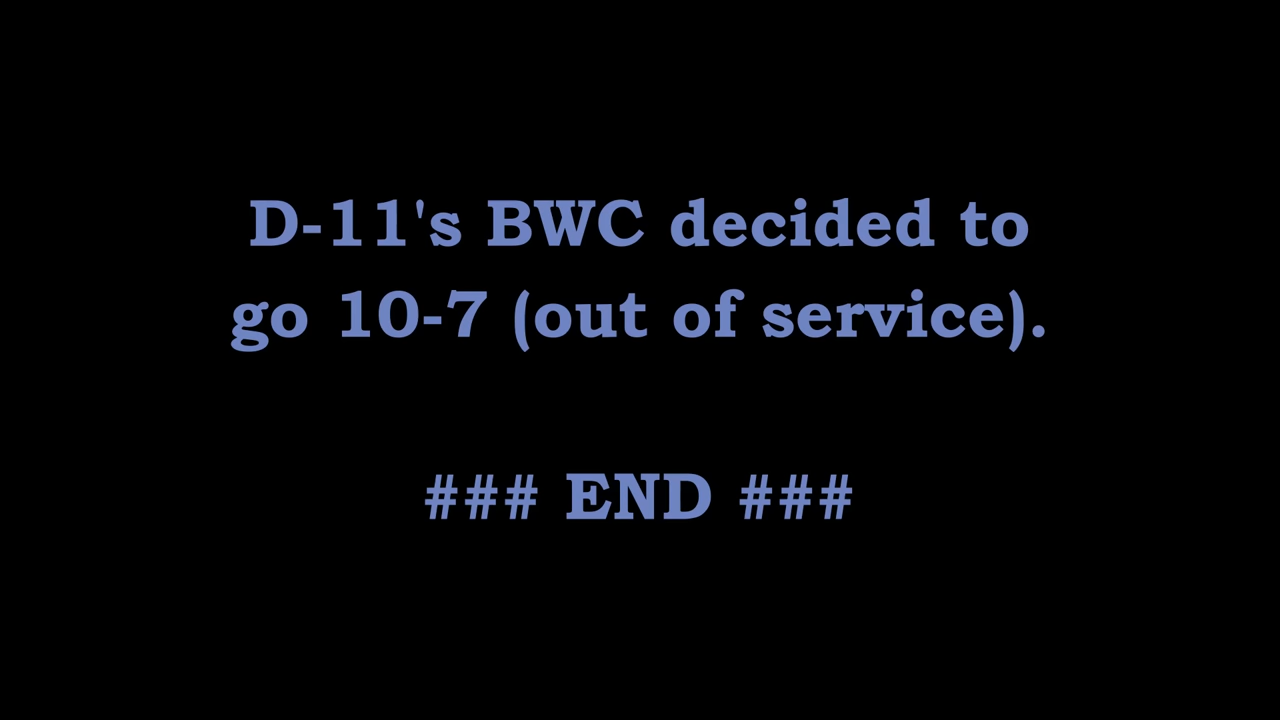 D-11's BWC decided to
go 10-7 (out of service).
### END ###